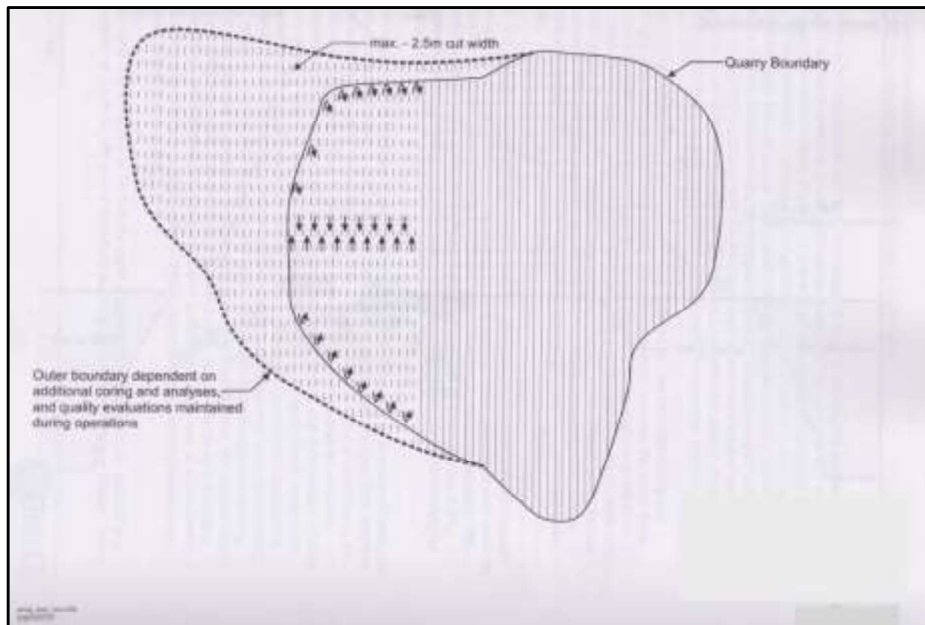 max. - 2.5m cut width
Quarry Boundary
Outer boundary dependent on
additional coring and analyses,
and quality evaluations maintained
during operations